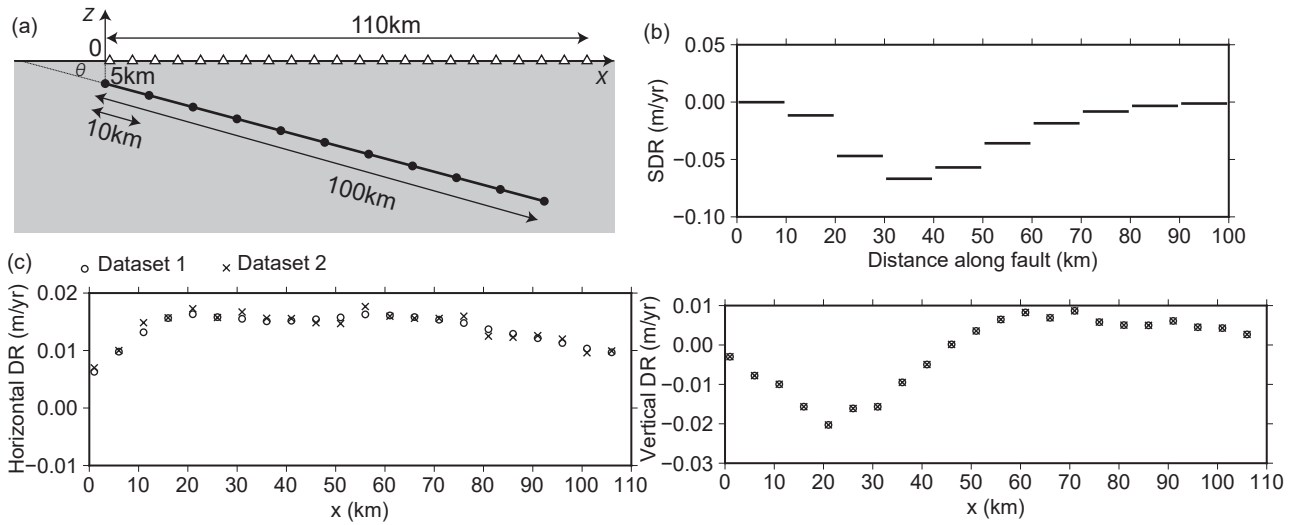 (a)
z
110km
0
θ
5km
x
10km
100km
(b)
0.05
0.00
−0.05
−0.10
SDR (m/yr)
0 10 20 30 40 50 60 70 80 90 100
Distance along fault (km)
(c)
Dataset 1
× Dataset 2
0.02
0.01
0.00
−0.01
Horizontal DR (m/yr)
0 10 20 30 40 50 60 70 80 90 100 110
x (km)
0.01
0.00
−0.01
−0.02
−0.03
Vertical DR (m/yr)
0 10 20 30 40 50 60 70 80 90 100 110
x (km)